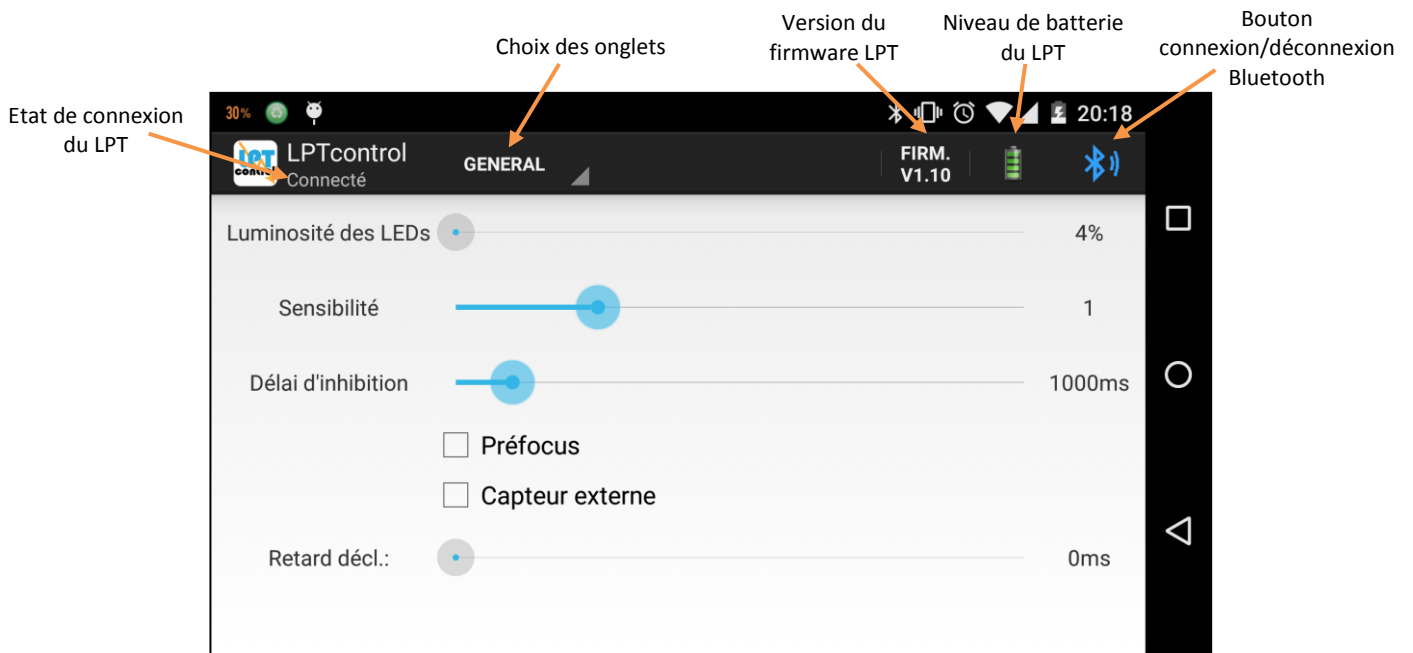 Choix des onglets
Version du
firmware LPT
Niveau de batterie
du LPT
Bouton
connexion/déconnexion
Bluetooth
Etat de connexion
du LPT
30%
20:18
LPT
control
LPTcontrol
Connecté
GENERAL
FIRM.
V1.10
Luminosité des LEDs 4%
Sensibilité 1
Délai d'inhibition 1000ms
Préfocus
Capteur externe
Retard décl.: 0ms